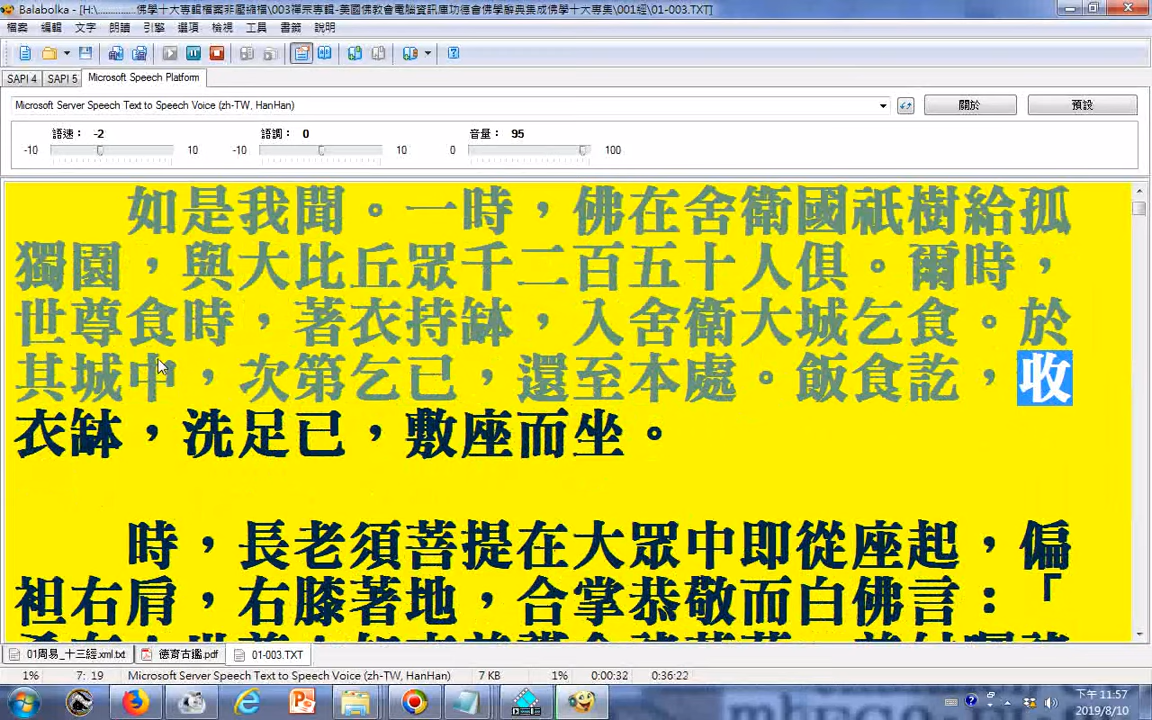 Balabolka - [H:\..............佛學十大專輯檔案非壓縮檔\003禪宗專輯-美國佛教會電腦資訊庫功德會佛學辭典集成佛學十大專集\001經\01-003.TXT]
檔案 編輯 文字 朗讀 引擎 選項 檢視 工具 書籤 說明
SAPI 4 SAPI 5 Microsoft Speech Platform
Microsoft Server Speech Text to Speech Voice (zh-TW, HanHan) 關於 預設
語速： -2 語調： 0 音量： 95
-10 10 -10 10 0 100
如是我聞。一時，佛在舍衛國祇樹給孤
獨園，與大比丘眾千二百五十人俱。爾時，
世尊食時，著衣持缽，入舍衛大城乞食。於
其城中，次第乞已，還至本處。飯食訖，收
衣缽，洗足已，敷座而坐。
時，長老須菩提在大眾中即從座起，偏
袒右肩，右膝著地，合掌恭敬而白佛言：「
01周易_十三經.xml.txt 德育古鑑.pdf 01-003.TXT
1% 7: 19 Microsoft Server Speech Text to Speech Voice (zh-TW, HanHan) 7 KB 1% 0:00:32 0:36:22
下午 11:57
2019/8/10